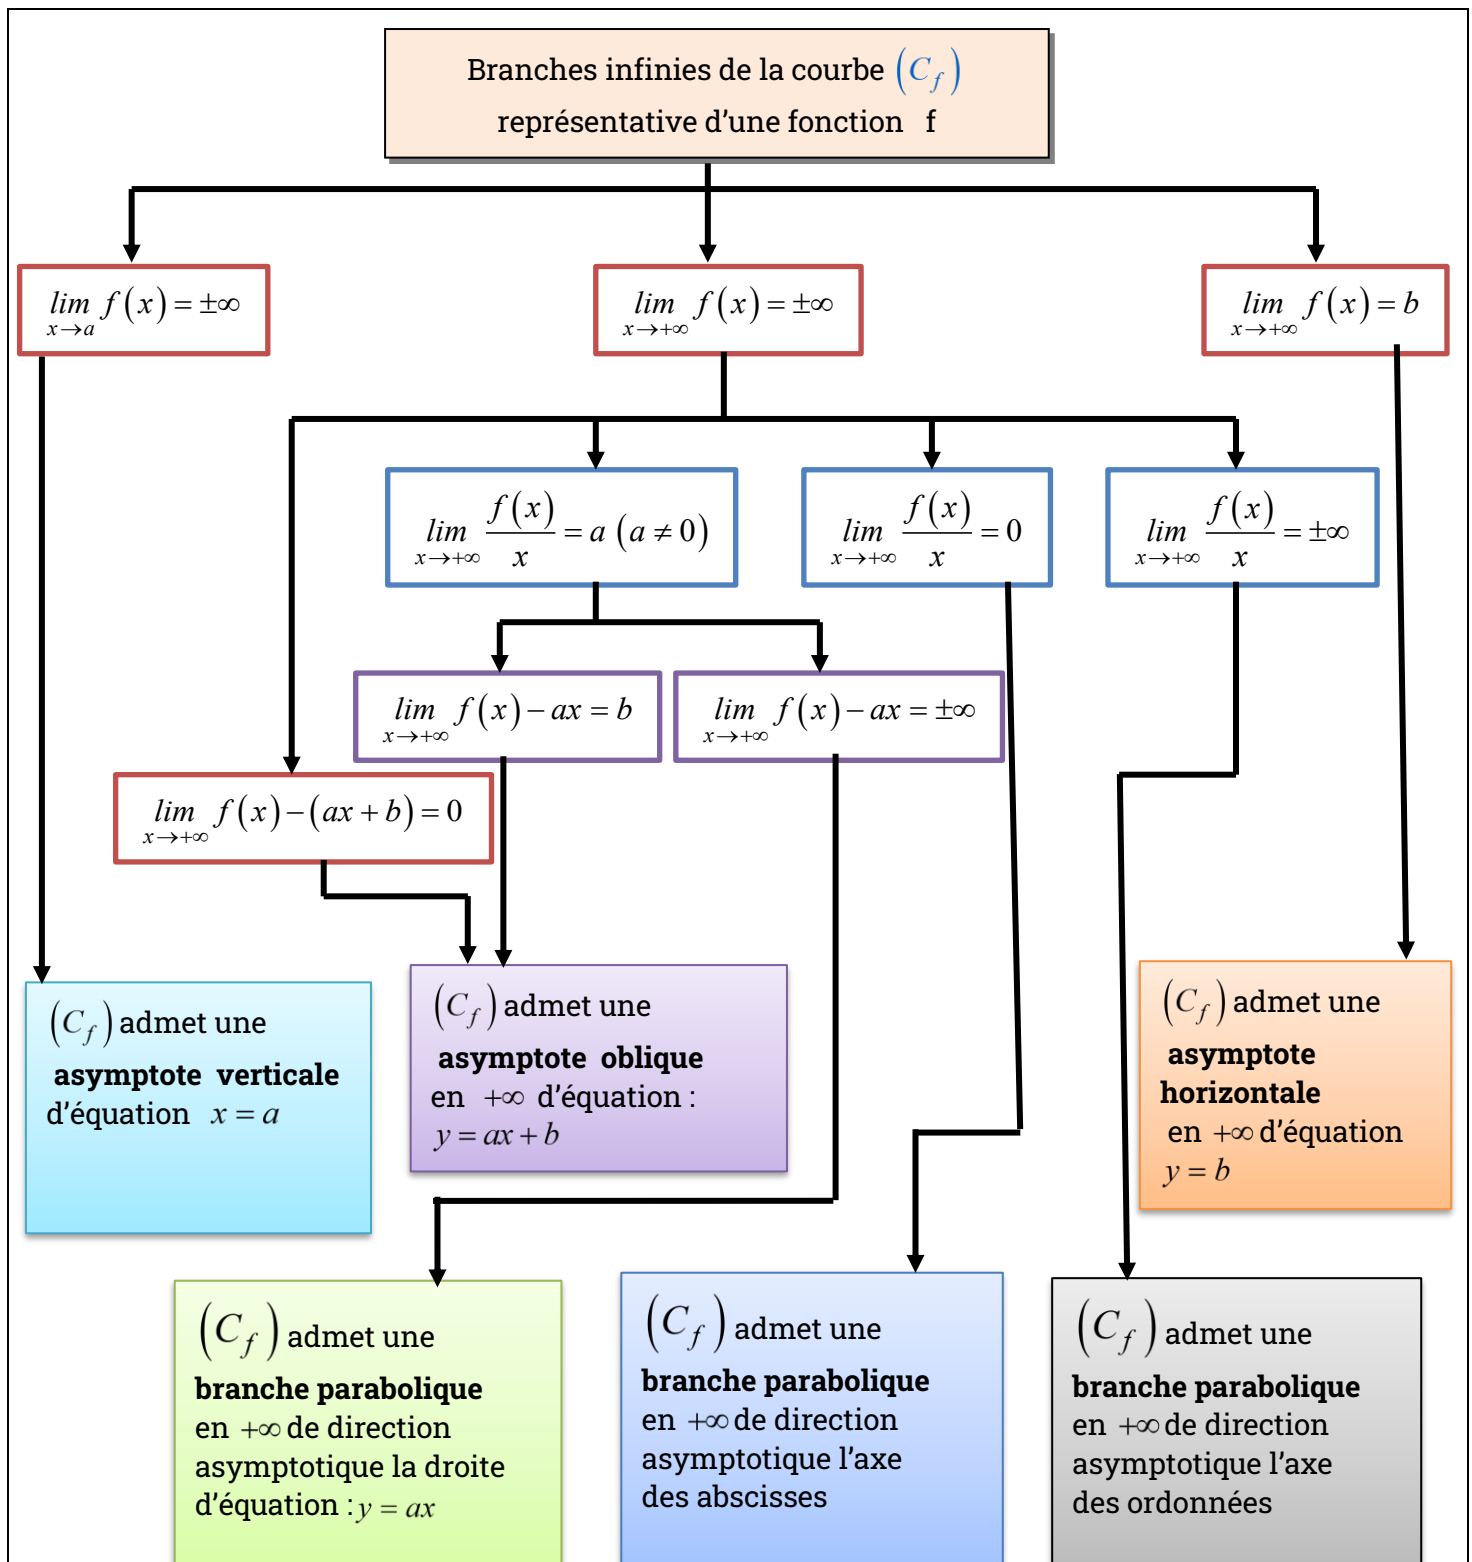 Branches infinies de la courbe (C_f)
représentative d'une fonction f
lim_{x→a} f(x) = ±∞
lim_{x→+∞} f(x) = ±∞
lim_{x→+∞} f(x) = b
lim_{x→+∞} f(x)/x = a (a ≠ 0)
lim_{x→+∞} f(x)/x = 0
lim_{x→+∞} f(x)/x = ±∞
lim_{x→+∞} f(x) − ax = b
lim_{x→+∞} f(x) − ax = ±∞
lim_{x→+∞} f(x) − (ax + b) = 0
(C_f) admet une
asymptote verticale
d'équation x = a
(C_f) admet une
asymptote oblique
en +∞ d'équation :
y = ax + b
(C_f) admet une
asymptote
horizontale
en +∞ d'équation
y = b
(C_f) admet une
branche parabolique
en +∞ de direction
asymptotique la droite
d'équation : y = ax
(C_f) admet une
branche parabolique
en +∞ de direction
asymptotique l'axe
des abscisses
(C_f) admet une
branche parabolique
en +∞ de direction
asymptotique l'axe
des ordonnées